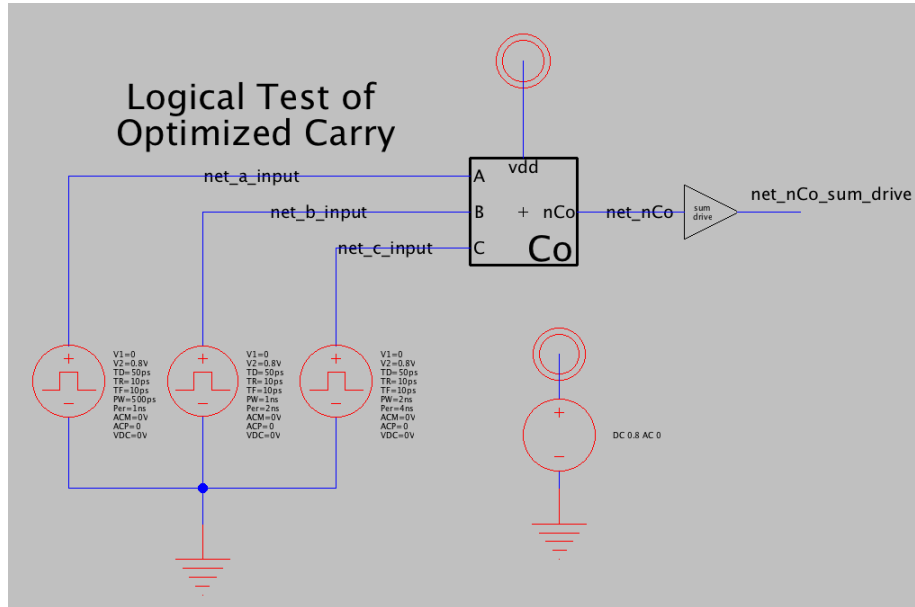 Logical Test of
Optimized Carry
vdd
net_a_input
A
net_b_input
B
+
nCo
net_nCo
sum
drive
net_nCo_sum_drive
net_c_input
C
Co
+
V1=0
V2=0.8V
TD=50ps
TR=10ps
TF=10ps
PW=500ps
Per=1ns
ACM=0V
ACP=0
VDC=0V
+
V1=0
V2=0.8V
TD=50ps
TR=10ps
TF=10ps
PW=1ns
Per=2ns
ACM=0V
ACP=0
VDC=0V
+
V1=0
V2=0.8V
TD=50ps
TR=10ps
TF=10ps
PW=2ns
Per=4ns
ACM=0V
ACP=0
VDC=0V
+
DC 0.8 AC 0